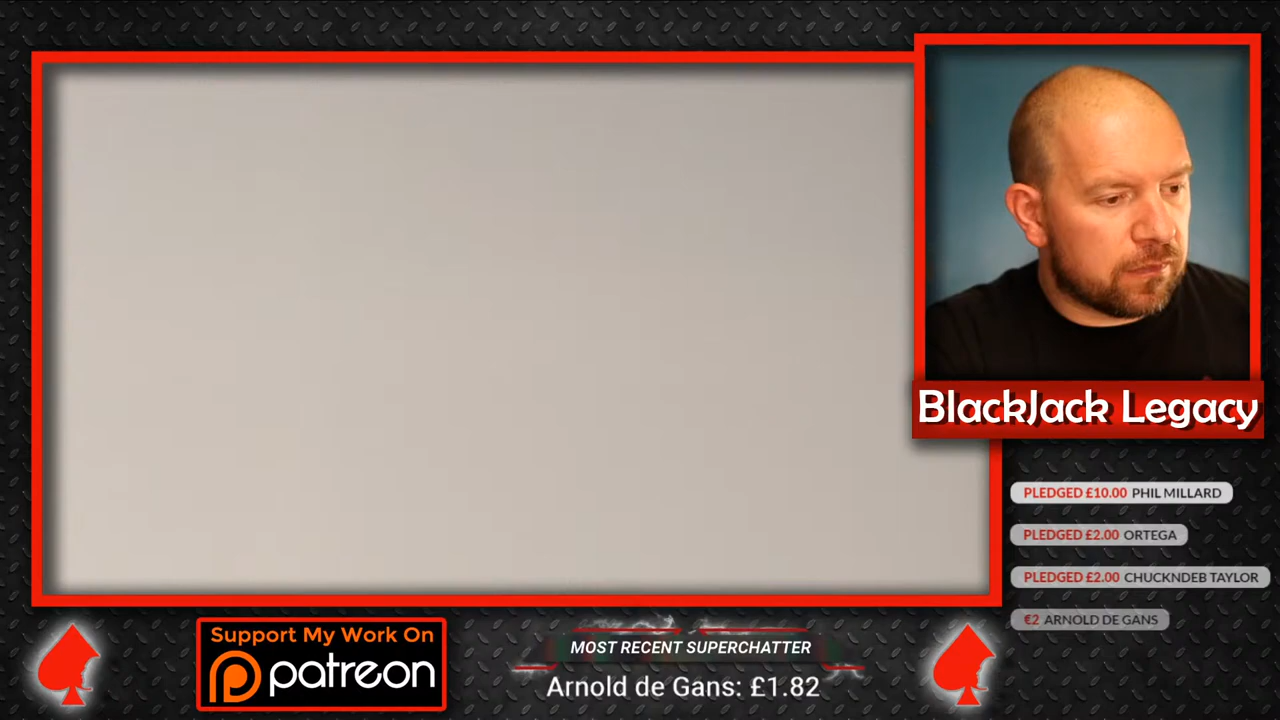 BlackJack Legacy
PLEDGED £10.00 PHIL MILLARD
PLEDGED £2.00 ORTEGA
PLEDGED £2.00 CHUCKNDEB TAYLOR
€2 ARNOLD DE GANS
Support My Work On
patreon
MOST RECENT SUPERCHATTER
Arnold de Gans: £1.82